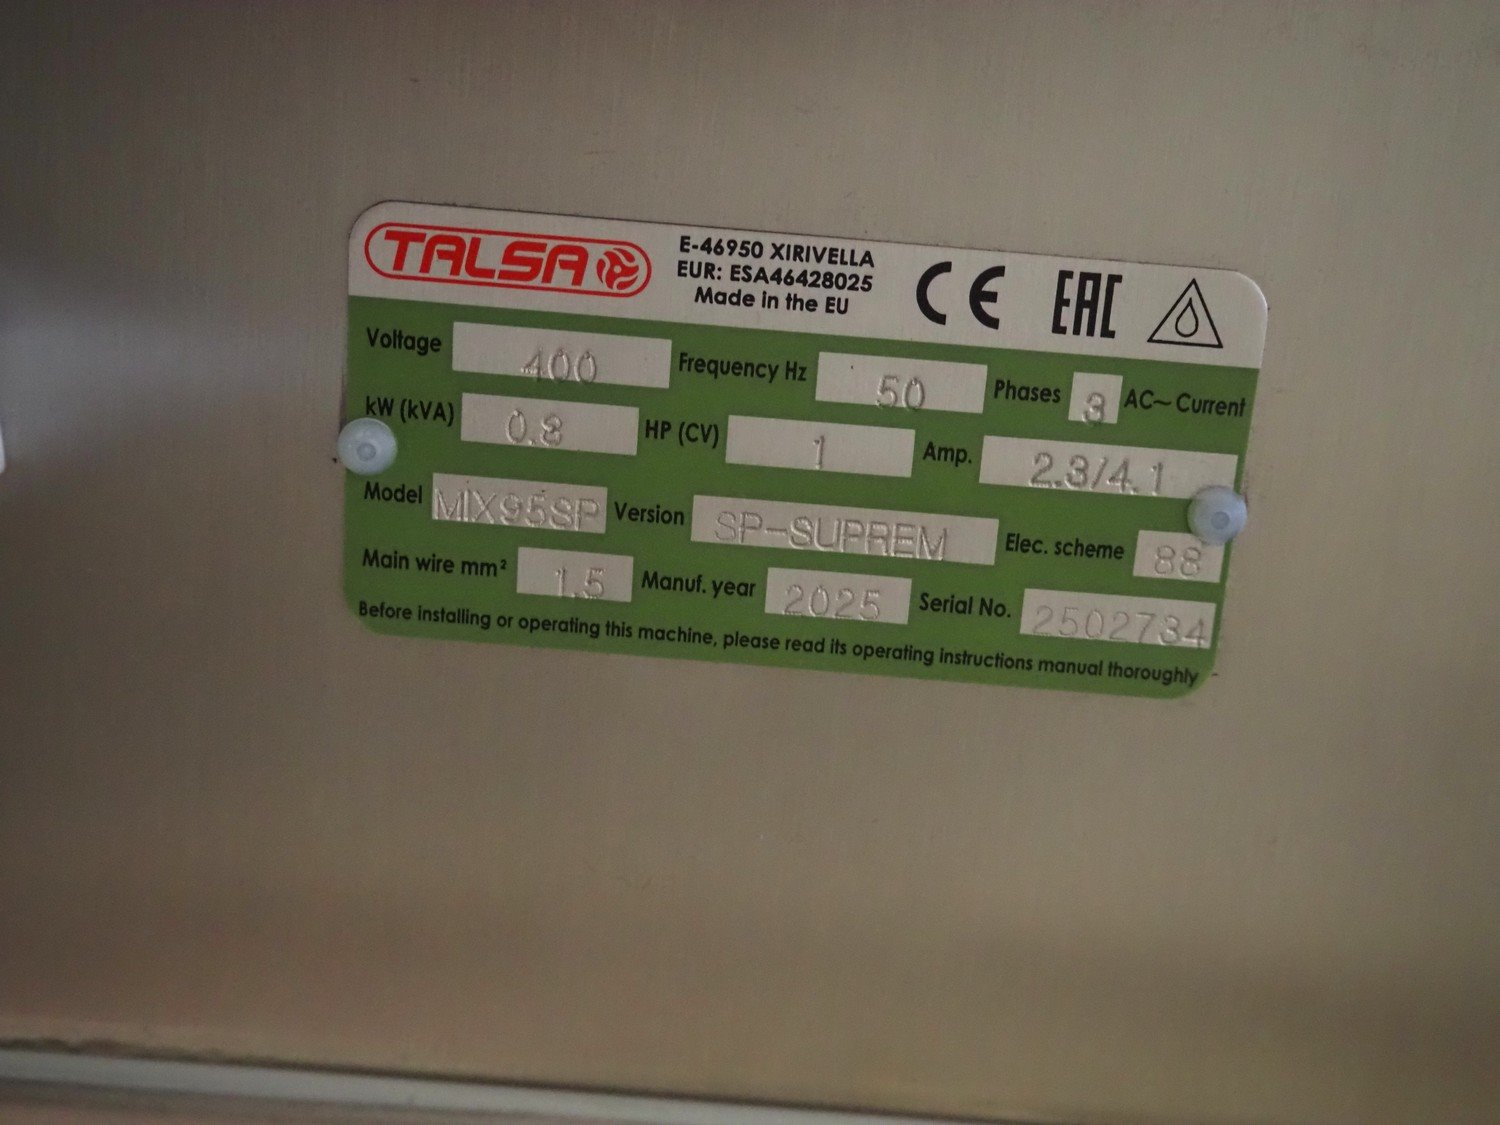 TALSA
E-46950 XIRIVELLA
EUR: ESA46428025
Made in the EU
CE EAC
Voltage 400 Frequency Hz 50 Phases 3 AC~ Current
kW (kVA) 0.8 HP (CV) 1 Amp. 2.3/4.1
Model MIX95SP Version SP-SUPREM Elec. scheme 88
Main wire mm² 1.5 Manuf. year 2025 Serial No. 2502734
Before installing or operating this machine, please read its operating instructions manual thoroughly